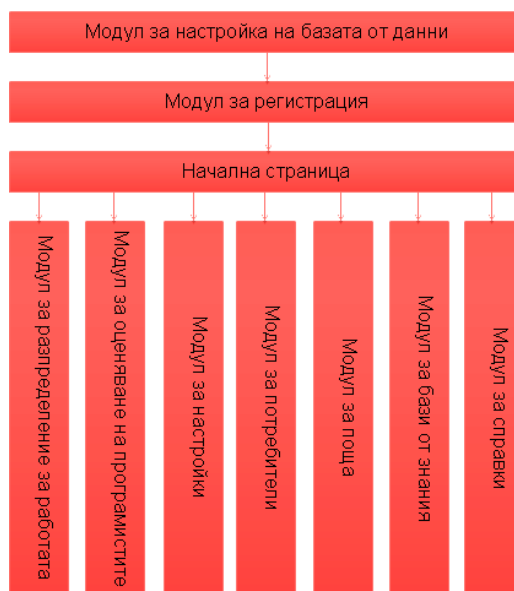 Модул за настройка на базата от данни
Модул за регистрация
Начална страница
Модул за разпределение за работата
Модул за оценяване на програмистите
Модул за настройки
Модул за потребители
Модул за поща
Модул за бази от знания
Модул за справки